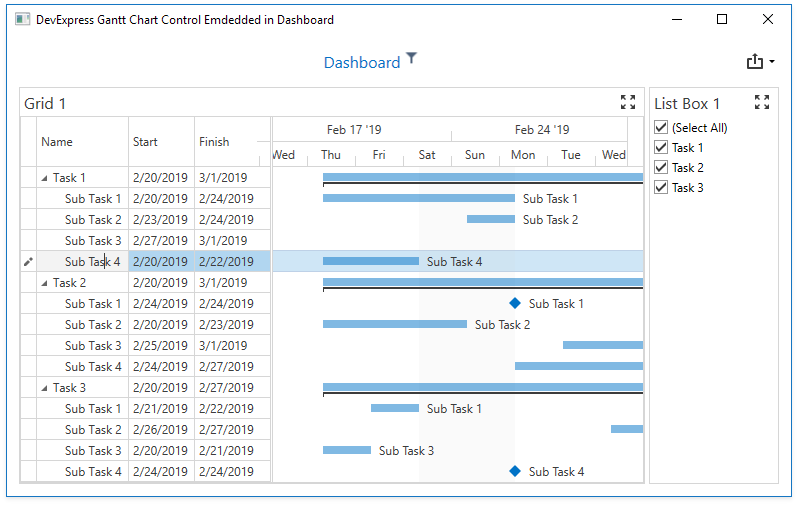 DevExpress Gantt Chart Control Emdedded in Dashboard
Dashboard
Grid 1
List Box 1
Name Start Finish
Feb 17 '19 Feb 24 '19
Wed Thu Fri Sat Sun Mon Tue Wed
(Select All)
Task 1
Task 2
Task 3
Task 1 2/20/2019 3/1/2019
Sub Task 1 2/20/2019 2/24/2019 Sub Task 1
Sub Task 2 2/23/2019 2/24/2019 Sub Task 2
Sub Task 3 2/27/2019 3/1/2019
Sub Task 4 2/20/2019 2/22/2019 Sub Task 4
Task 2 2/20/2019 3/1/2019
Sub Task 1 2/24/2019 2/24/2019 Sub Task 1
Sub Task 2 2/20/2019 2/23/2019 Sub Task 2
Sub Task 3 2/25/2019 3/1/2019
Sub Task 4 2/24/2019 2/27/2019
Task 3 2/20/2019 2/27/2019
Sub Task 1 2/21/2019 2/22/2019 Sub Task 1
Sub Task 2 2/26/2019 2/27/2019
Sub Task 3 2/20/2019 2/21/2019 Sub Task 3
Sub Task 4 2/24/2019 2/24/2019 Sub Task 4